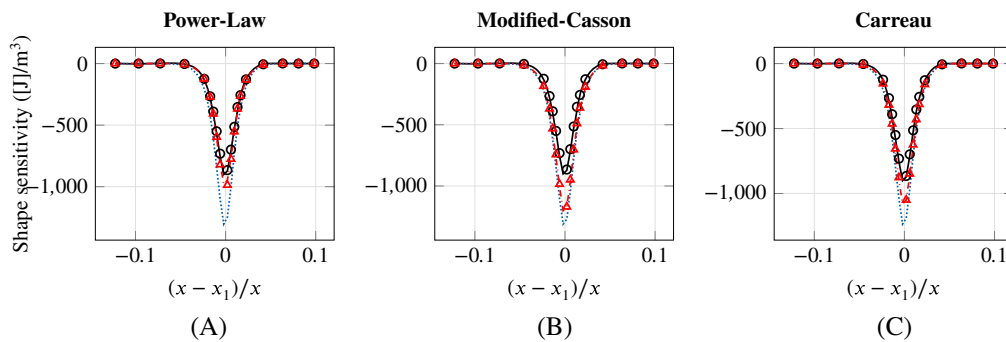 Power-Law
Modified-Casson
Carreau
Shape sensitivity ([J]/m³)
0
−500
−1,000
−0.1
0
0.1
(x − x₁)/x
(A)
0
−500
−1,000
−0.1
0
0.1
(x − x₁)/x
(B)
0
−500
−1,000
−0.1
0
0.1
(x − x₁)/x
(C)